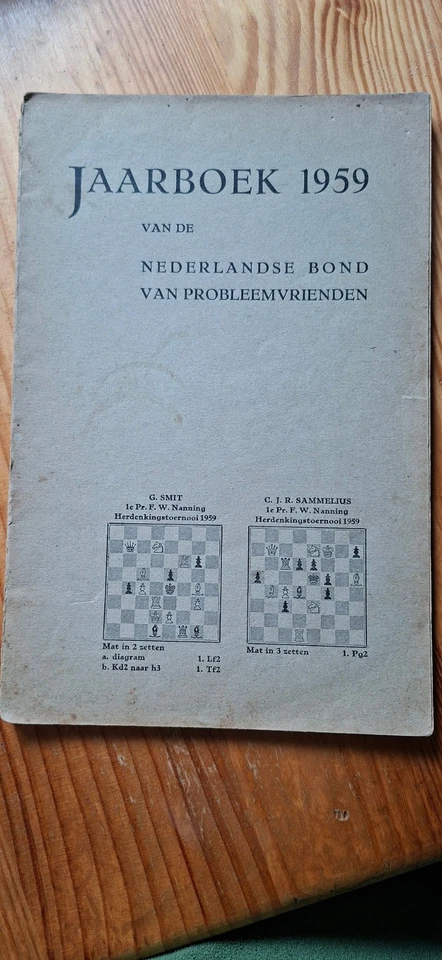 JAARBOEK 1959
VAN DE
NEDERLANDSE BOND
VAN PROBLEEMVRIENDEN
G. SMIT
1e Pr. F. W. Nanning
Herdenkingstoernooi 1959
Mat in 2 zetten
a. diagram 1. Lf2
b. Kd2 naar h3 1. Tf2
C. J. R. SAMMELIUS
1e Pr. F. W. Nanning
Herdenkingstoernooi 1959
Mat in 3 zetten 1. Pg2